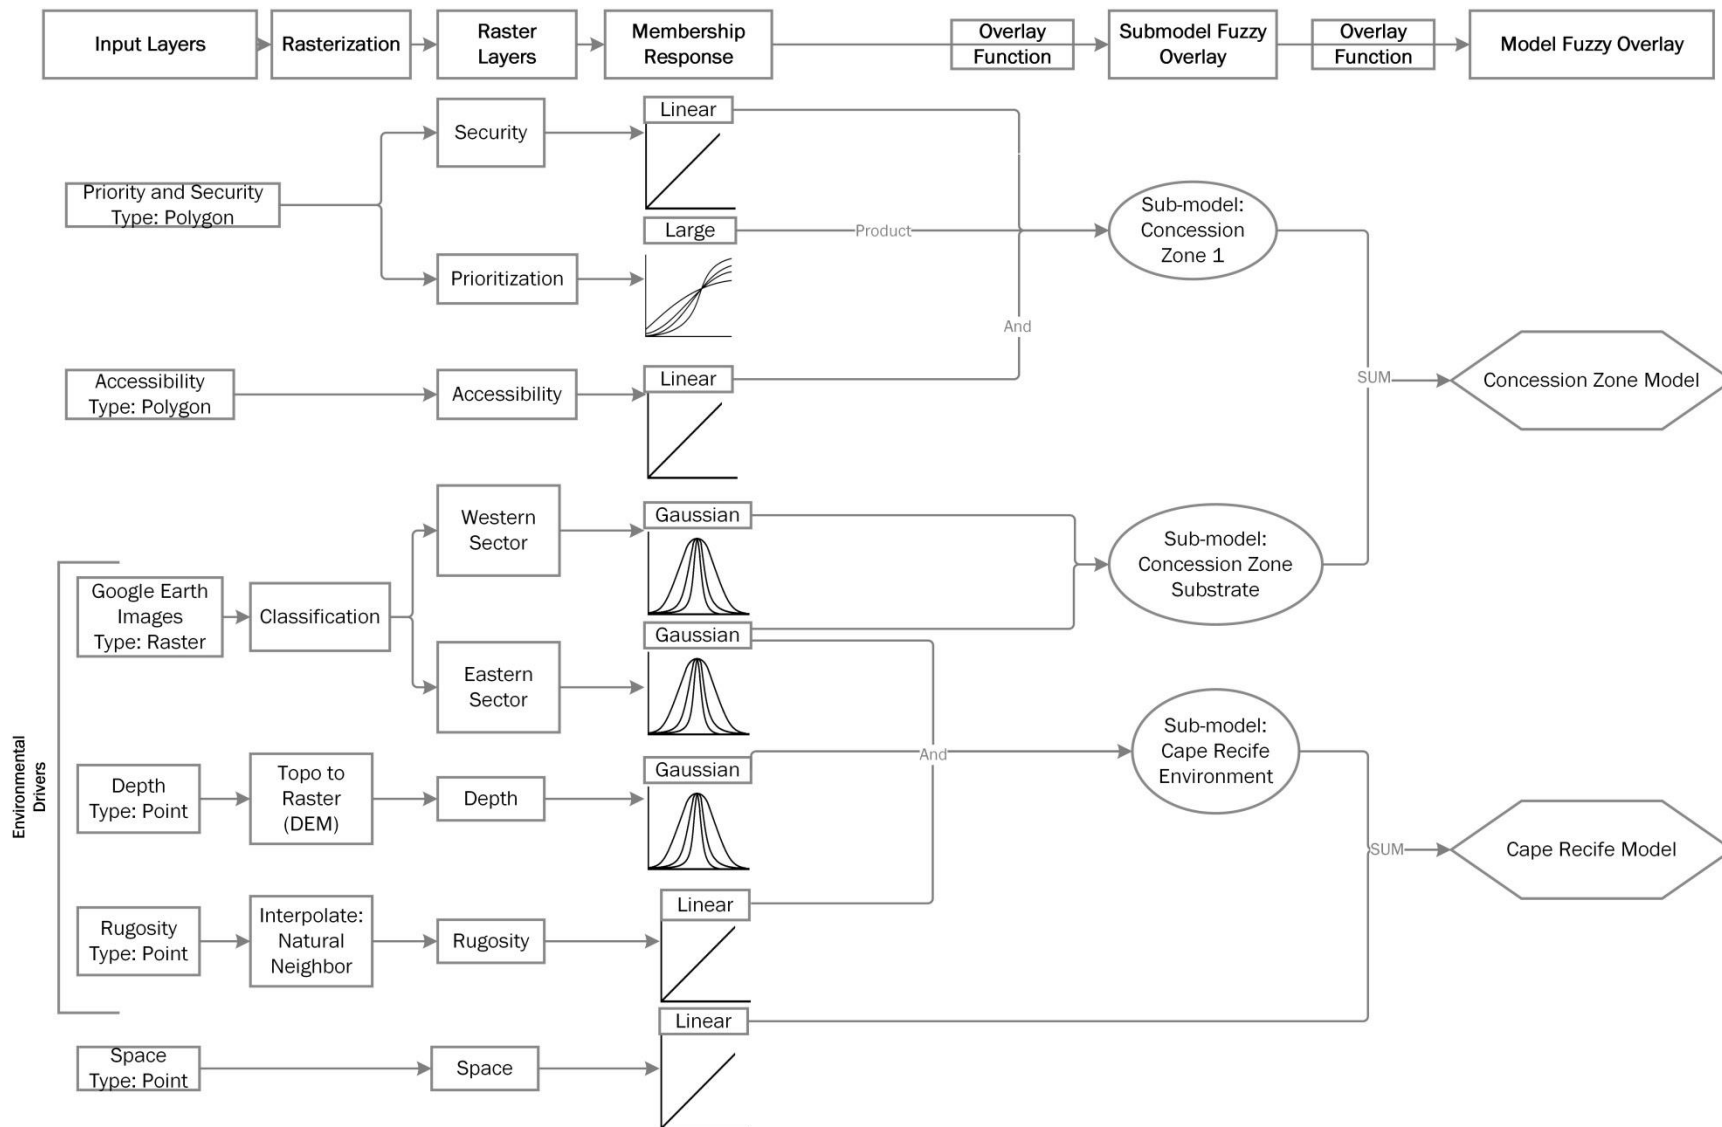 Input Layers
Rasterization
Raster
Layers
Membership
Response
Overlay
Function
Submodel Fuzzy
Overlay
Overlay
Function
Model Fuzzy Overlay
Priority and Security
Type: Polygon
Security
Linear
Prioritization
Large
Product
Sub-model:
Concession
Zone 1
And
Accessibility
Type: Polygon
Accessibility
Linear
SUM
Concession Zone Model
Environmental
Drivers
Google Earth
Images
Type: Raster
Classification
Western
Sector
Gaussian
Sub-model:
Concession Zone
Substrate
Eastern
Sector
Gaussian
Depth
Type: Point
Topo to
Raster
(DEM)
Depth
Gaussian
And
Sub-model:
Cape Recife
Environment
SUM
Cape Recife Model
Rugosity
Type: Point
Interpolate:
Natural
Neighbor
Rugosity
Linear
Space
Type: Point
Space
Linear